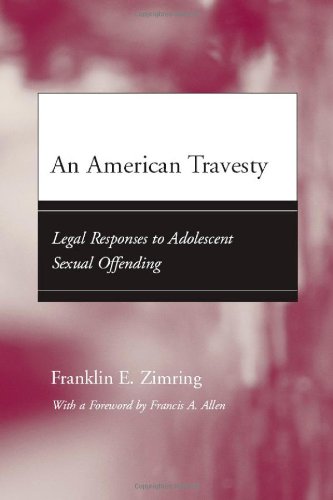 An American Travesty
Legal Responses to Adolescent
Sexual Offending
Franklin E. Zimring
With a Foreword by Francis A. Allen